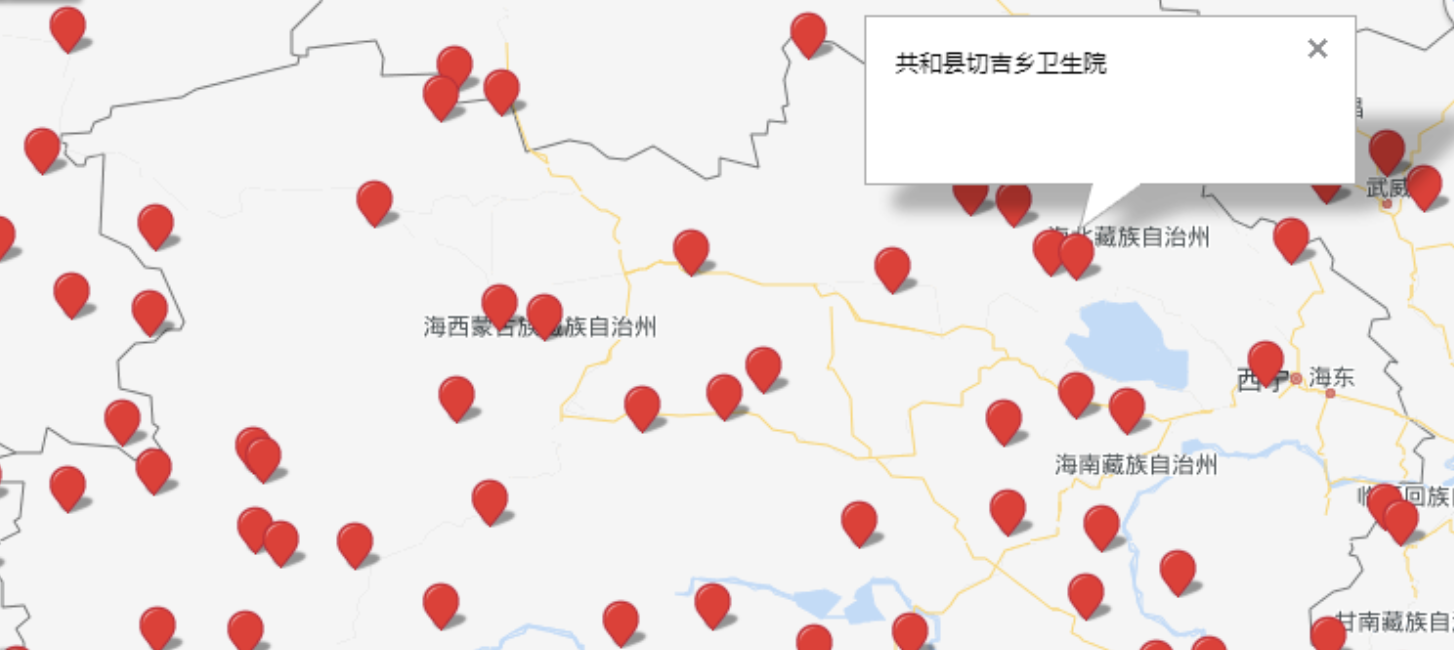 共和县切吉乡卫生院
×
武威
藏族自治州
海西蒙古族藏族自治州
西宁
海东
海南藏族自治州
回族
甘南藏族自